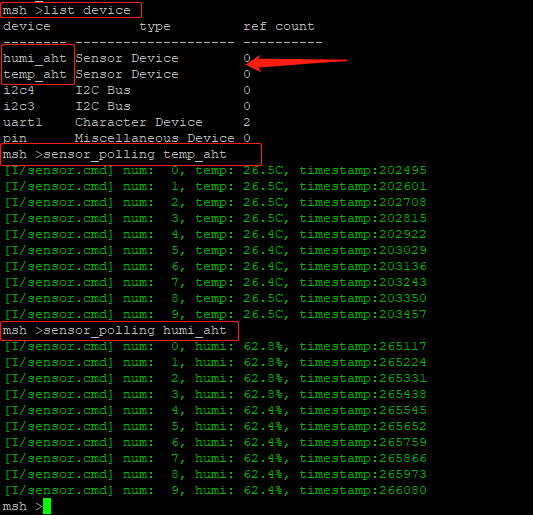 msh >list device
device           type         ref count
-------- -------------------- ----------
humi_aht Sensor Device        0
temp_aht Sensor Device        0
i2c4     I2C Bus              0
i2c3     I2C Bus              0
uart1    Character Device     2
pin      Miscellaneous Device 0
msh >sensor_polling temp_aht
[I/sensor.cmd] num:  0, temp: 26.5C, timestamp:202495
[I/sensor.cmd] num:  1, temp: 26.5C, timestamp:202601
[I/sensor.cmd] num:  2, temp: 26.5C, timestamp:202708
[I/sensor.cmd] num:  3, temp: 26.5C, timestamp:202815
[I/sensor.cmd] num:  4, temp: 26.4C, timestamp:202922
[I/sensor.cmd] num:  5, temp: 26.4C, timestamp:203029
[I/sensor.cmd] num:  6, temp: 26.4C, timestamp:203136
[I/sensor.cmd] num:  7, temp: 26.4C, timestamp:203243
[I/sensor.cmd] num:  8, temp: 26.5C, timestamp:203350
[I/sensor.cmd] num:  9, temp: 26.5C, timestamp:203457
msh >sensor_polling humi_aht
[I/sensor.cmd] num:  0, humi: 62.8%, timestamp:265117
[I/sensor.cmd] num:  1, humi: 62.8%, timestamp:265224
[I/sensor.cmd] num:  2, humi: 62.8%, timestamp:265331
[I/sensor.cmd] num:  3, humi: 62.8%, timestamp:265438
[I/sensor.cmd] num:  4, humi: 62.4%, timestamp:265545
[I/sensor.cmd] num:  5, humi: 62.4%, timestamp:265652
[I/sensor.cmd] num:  6, humi: 62.4%, timestamp:265759
[I/sensor.cmd] num:  7, humi: 62.4%, timestamp:265866
[I/sensor.cmd] num:  8, humi: 62.4%, timestamp:265973
[I/sensor.cmd] num:  9, humi: 62.4%, timestamp:266080
msh >